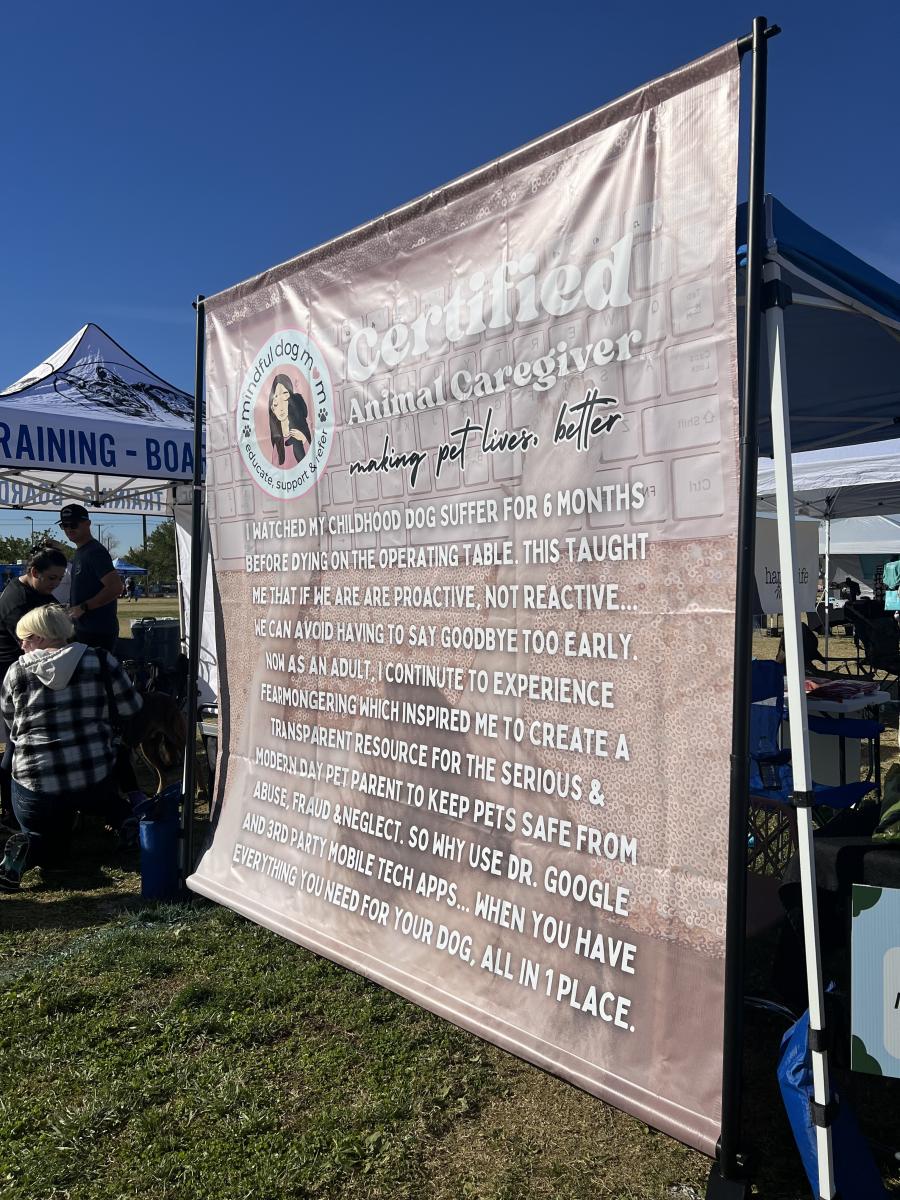 Certified
Animal Caregiver
making pet lives. better
mindful dog mom
educate, support & refer
I WATCHED MY CHILDHOOD DOG SUFFER FOR 6 MONTHS
BEFORE DYING ON THE OPERATING TABLE. THIS TAUGHT
ME THAT IF WE ARE ARE PROACTIVE, NOT REACTIVE...
WE CAN AVOID HAVING TO SAY GOODBYE TOO EARLY.
NOW AS AN ADULT, I CONTINUE TO EXPERIENCE
FEARMONGERING WHICH INSPIRED ME TO CREATE A
TRANSPARENT RESOURCE FOR THE SERIOUS &
MODERN DAY PET PARENT TO KEEP PETS SAFE FROM
ABUSE, FRAUD &NEGLECT. SO WHY USE DR. GOOGLE
AND 3RD PARTY MOBILE TECH APPS... WHEN YOU HAVE
EVERYTHING YOU NEED FOR YOUR DOG, ALL IN 1 PLACE.
RAINING - BOA
Shift
Ctrl